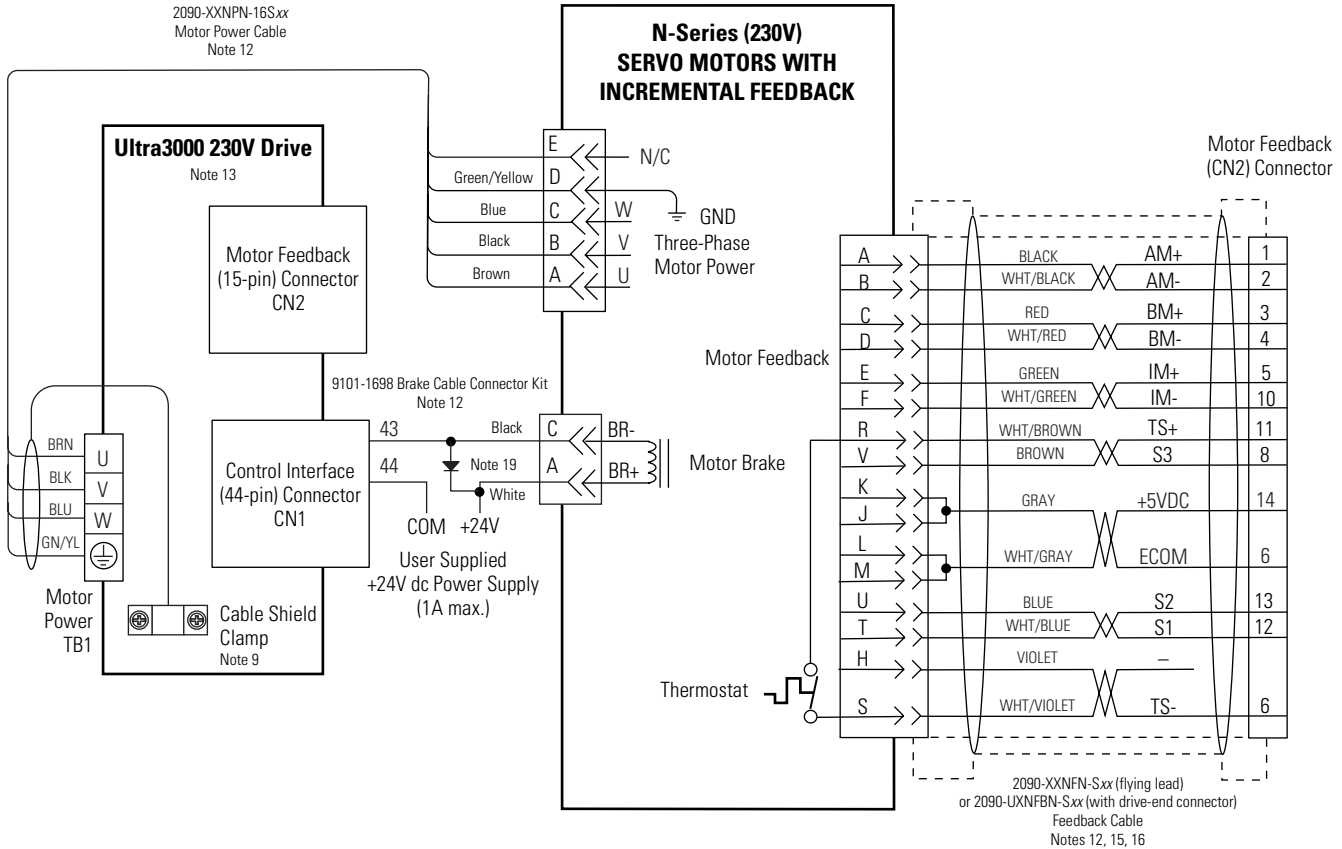 2090-XXNPN-16Sxx
Motor Power Cable
Note 12
N-Series (230V)
SERVO MOTORS WITH
INCREMENTAL FEEDBACK
Ultra3000 230V Drive
Note 13
Motor Feedback
(15-pin) Connector
CN2
Control Interface
(44-pin) Connector
CN1
BRN
U
BLK
V
BLU
W
GN/YL
Motor
Power
TB1
Cable Shield
Clamp
Note 9
E
N/C
Green/Yellow
D
GND
Blue
C
W
Black
B
V
Brown
A
U
Three-Phase
Motor Power
9101-1698 Brake Cable Connector Kit
Note 12
43
Black
C
BR-
44
Note 19
A
BR+
White
Motor Brake
COM
+24V
User Supplied
+24V dc Power Supply
(1A max.)
Motor Feedback
Thermostat
Motor Feedback
(CN2) Connector
A
BLACK
AM+
1
B
WHT/BLACK
AM-
2
C
RED
BM+
3
D
WHT/RED
BM-
4
E
GREEN
IM+
5
F
WHT/GREEN
IM-
10
R
WHT/BROWN
TS+
11
V
BROWN
S3
8
K
GRAY
+5VDC
14
J
L
WHT/GRAY
ECOM
6
M
U
BLUE
S2
13
T
WHT/BLUE
S1
12
H
VIOLET
–
S
WHT/VIOLET
TS-
6
2090-XXNFN-Sxx (flying lead)
or 2090-UXNFBN-Sxx (with drive-end connector)
Feedback Cable
Notes 12, 15, 16